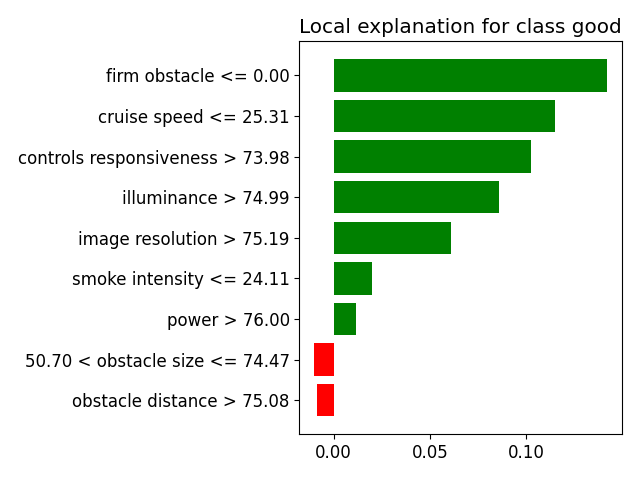 Local explanation for class good
firm obstacle <= 0.00
cruise speed <= 25.31
controls responsiveness > 73.98
illuminance > 74.99
image resolution > 75.19
smoke intensity <= 24.11
power > 76.00
50.70 < obstacle size <= 74.47
obstacle distance > 75.08
0.00 0.05 0.10